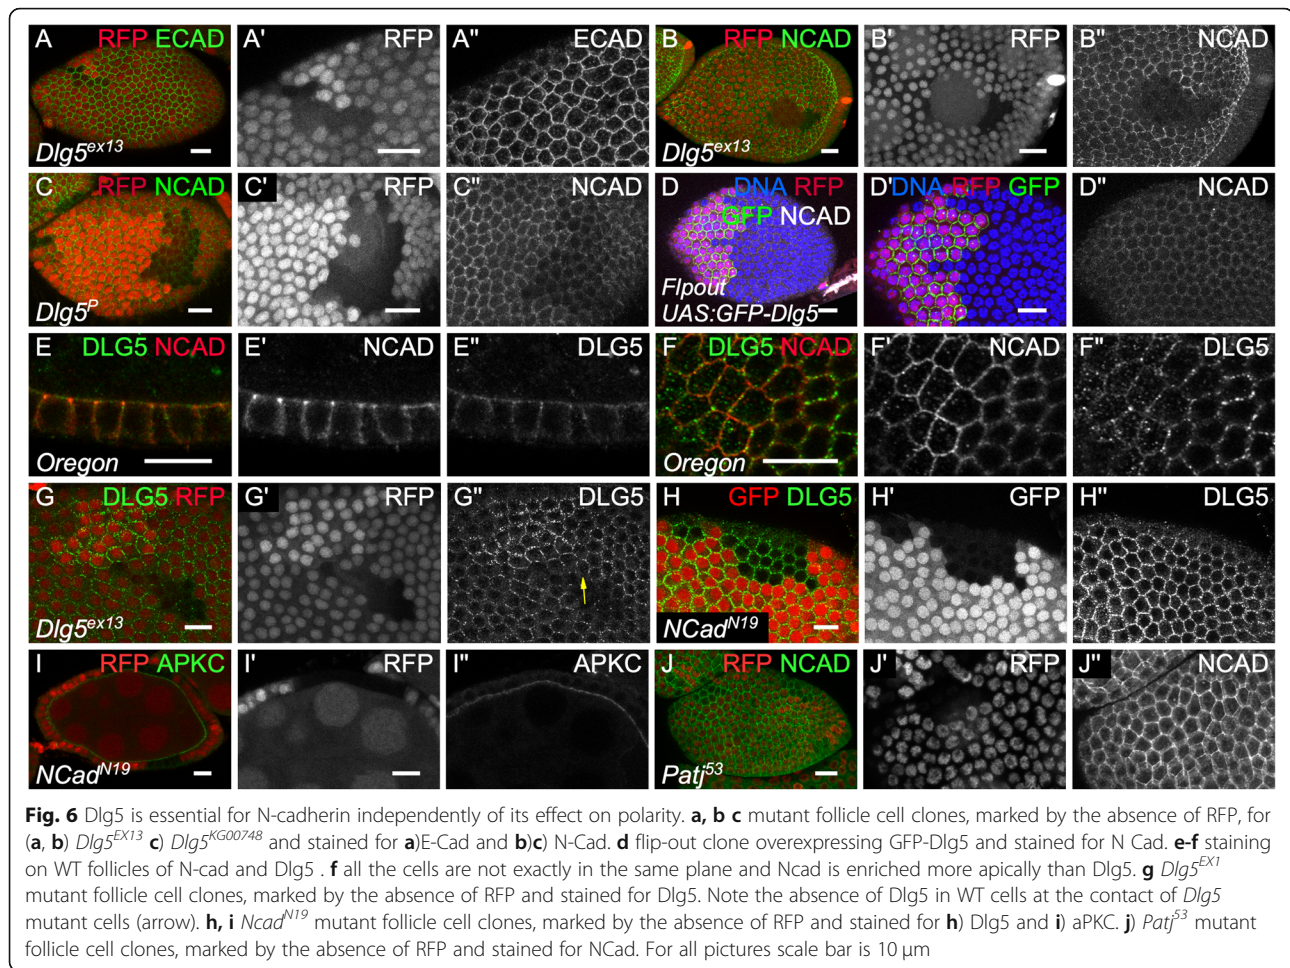 A RFP ECAD A' RFP A" ECAD B RFP NCAD B' RFP B" NCAD
Dlg5ex13 Dlg5ex13
C RFP NCAD C' RFP C" NCAD D DNA RFP D' DNA RFP GFP D" NCAD
GFP NCAD
Flpout
Dlg5P UAS:GFP-Dlg5
E DLG5 NCAD E' NCAD E" DLG5 F DLG5 NCAD F' NCAD F" DLG5
Oregon Oregon
G DLG5 RFP G' RFP G" DLG5 H GFP DLG5 H' GFP H" DLG5
Dlg5ex13 NCadN19
I RFP APKC I' RFP I" APKC J RFP NCAD J' RFP J" NCAD
NCadN19 Patj53
Fig. 6 Dlg5 is essential for N-cadherin independently of its effect on polarity. a, b c mutant follicle cell clones, marked by the absence of RFP, for
(a, b) Dlg5EX13 c) Dlg5KG00748 and stained for a)E-Cad and b)c) N-Cad. d flip-out clone overexpressing GFP-Dlg5 and stained for N Cad. e-f staining
on WT follicles of N-cad and Dlg5 . f all the cells are not exactly in the same plane and Ncad is enriched more apically than Dlg5. g Dlg5EX1
mutant follicle cell clones, marked by the absence of RFP and stained for Dlg5. Note the absence of Dlg5 in WT cells at the contact of Dlg5
mutant cells (arrow). h, i NcadN19 mutant follicle cell clones, marked by the absence of RFP and stained for h) Dlg5 and i) aPKC. j) Patj53 mutant
follicle cell clones, marked by the absence of RFP and stained for NCad. For all pictures scale bar is 10 μm